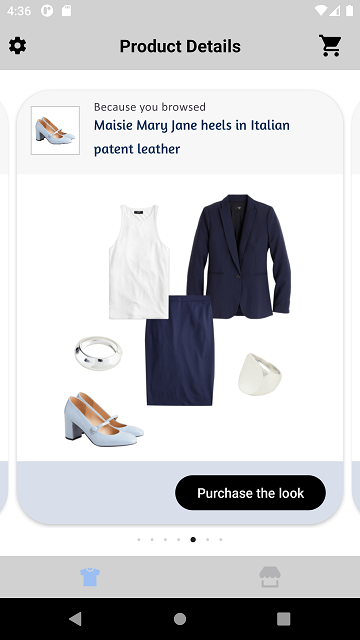 4:36
Product Details
Because you browsed
Maisie Mary Jane heels in Italian
patent leather
Purchase the look